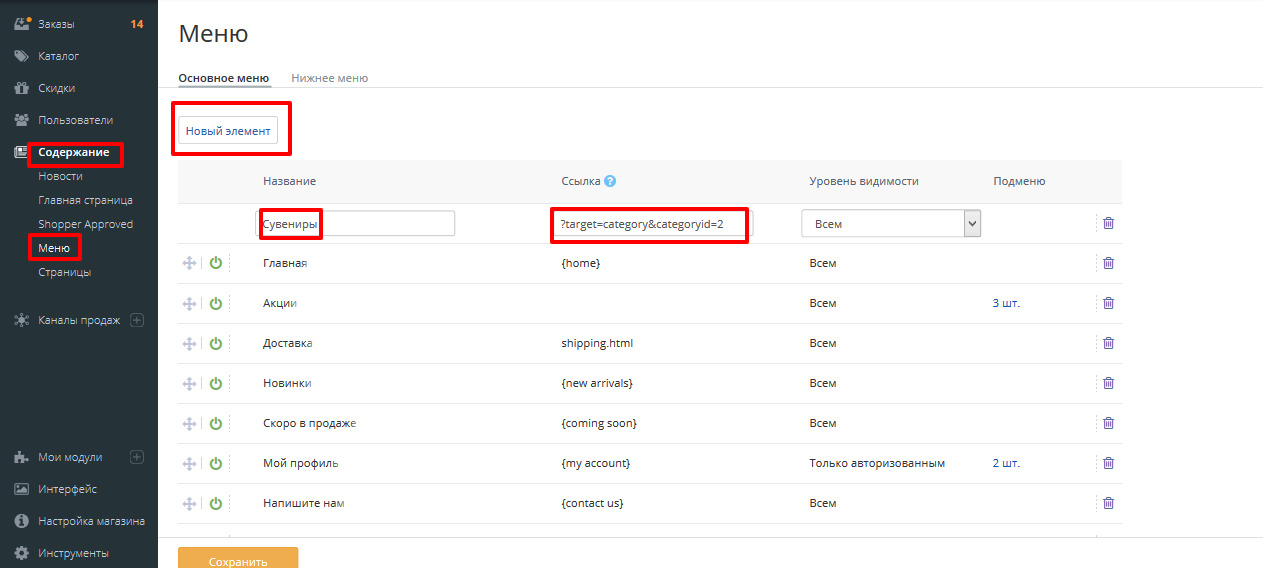 Заказы 14
Каталог
Скидки
Пользователи
Содержание
Новости
Главная страница
Shopper Approved
Меню
Страницы
Каналы продаж
Мои модули
Интерфейс
Настройка магазина
Инструменты
Меню
Основное меню Нижнее меню
Новый элемент
Название Ссылка ? Уровень видимости Подменю
Сувениры ?target=category&categoryid=2 Всем
Главная {home} Всем
Акции Всем 3 шт.
Доставка shipping.html Всем
Новинки {new arrivals} Всем
Скоро в продаже {coming soon} Всем
Мой профиль {my account} Только авторизованным 2 шт.
Напишите нам {contact us} Всем
Сохранить